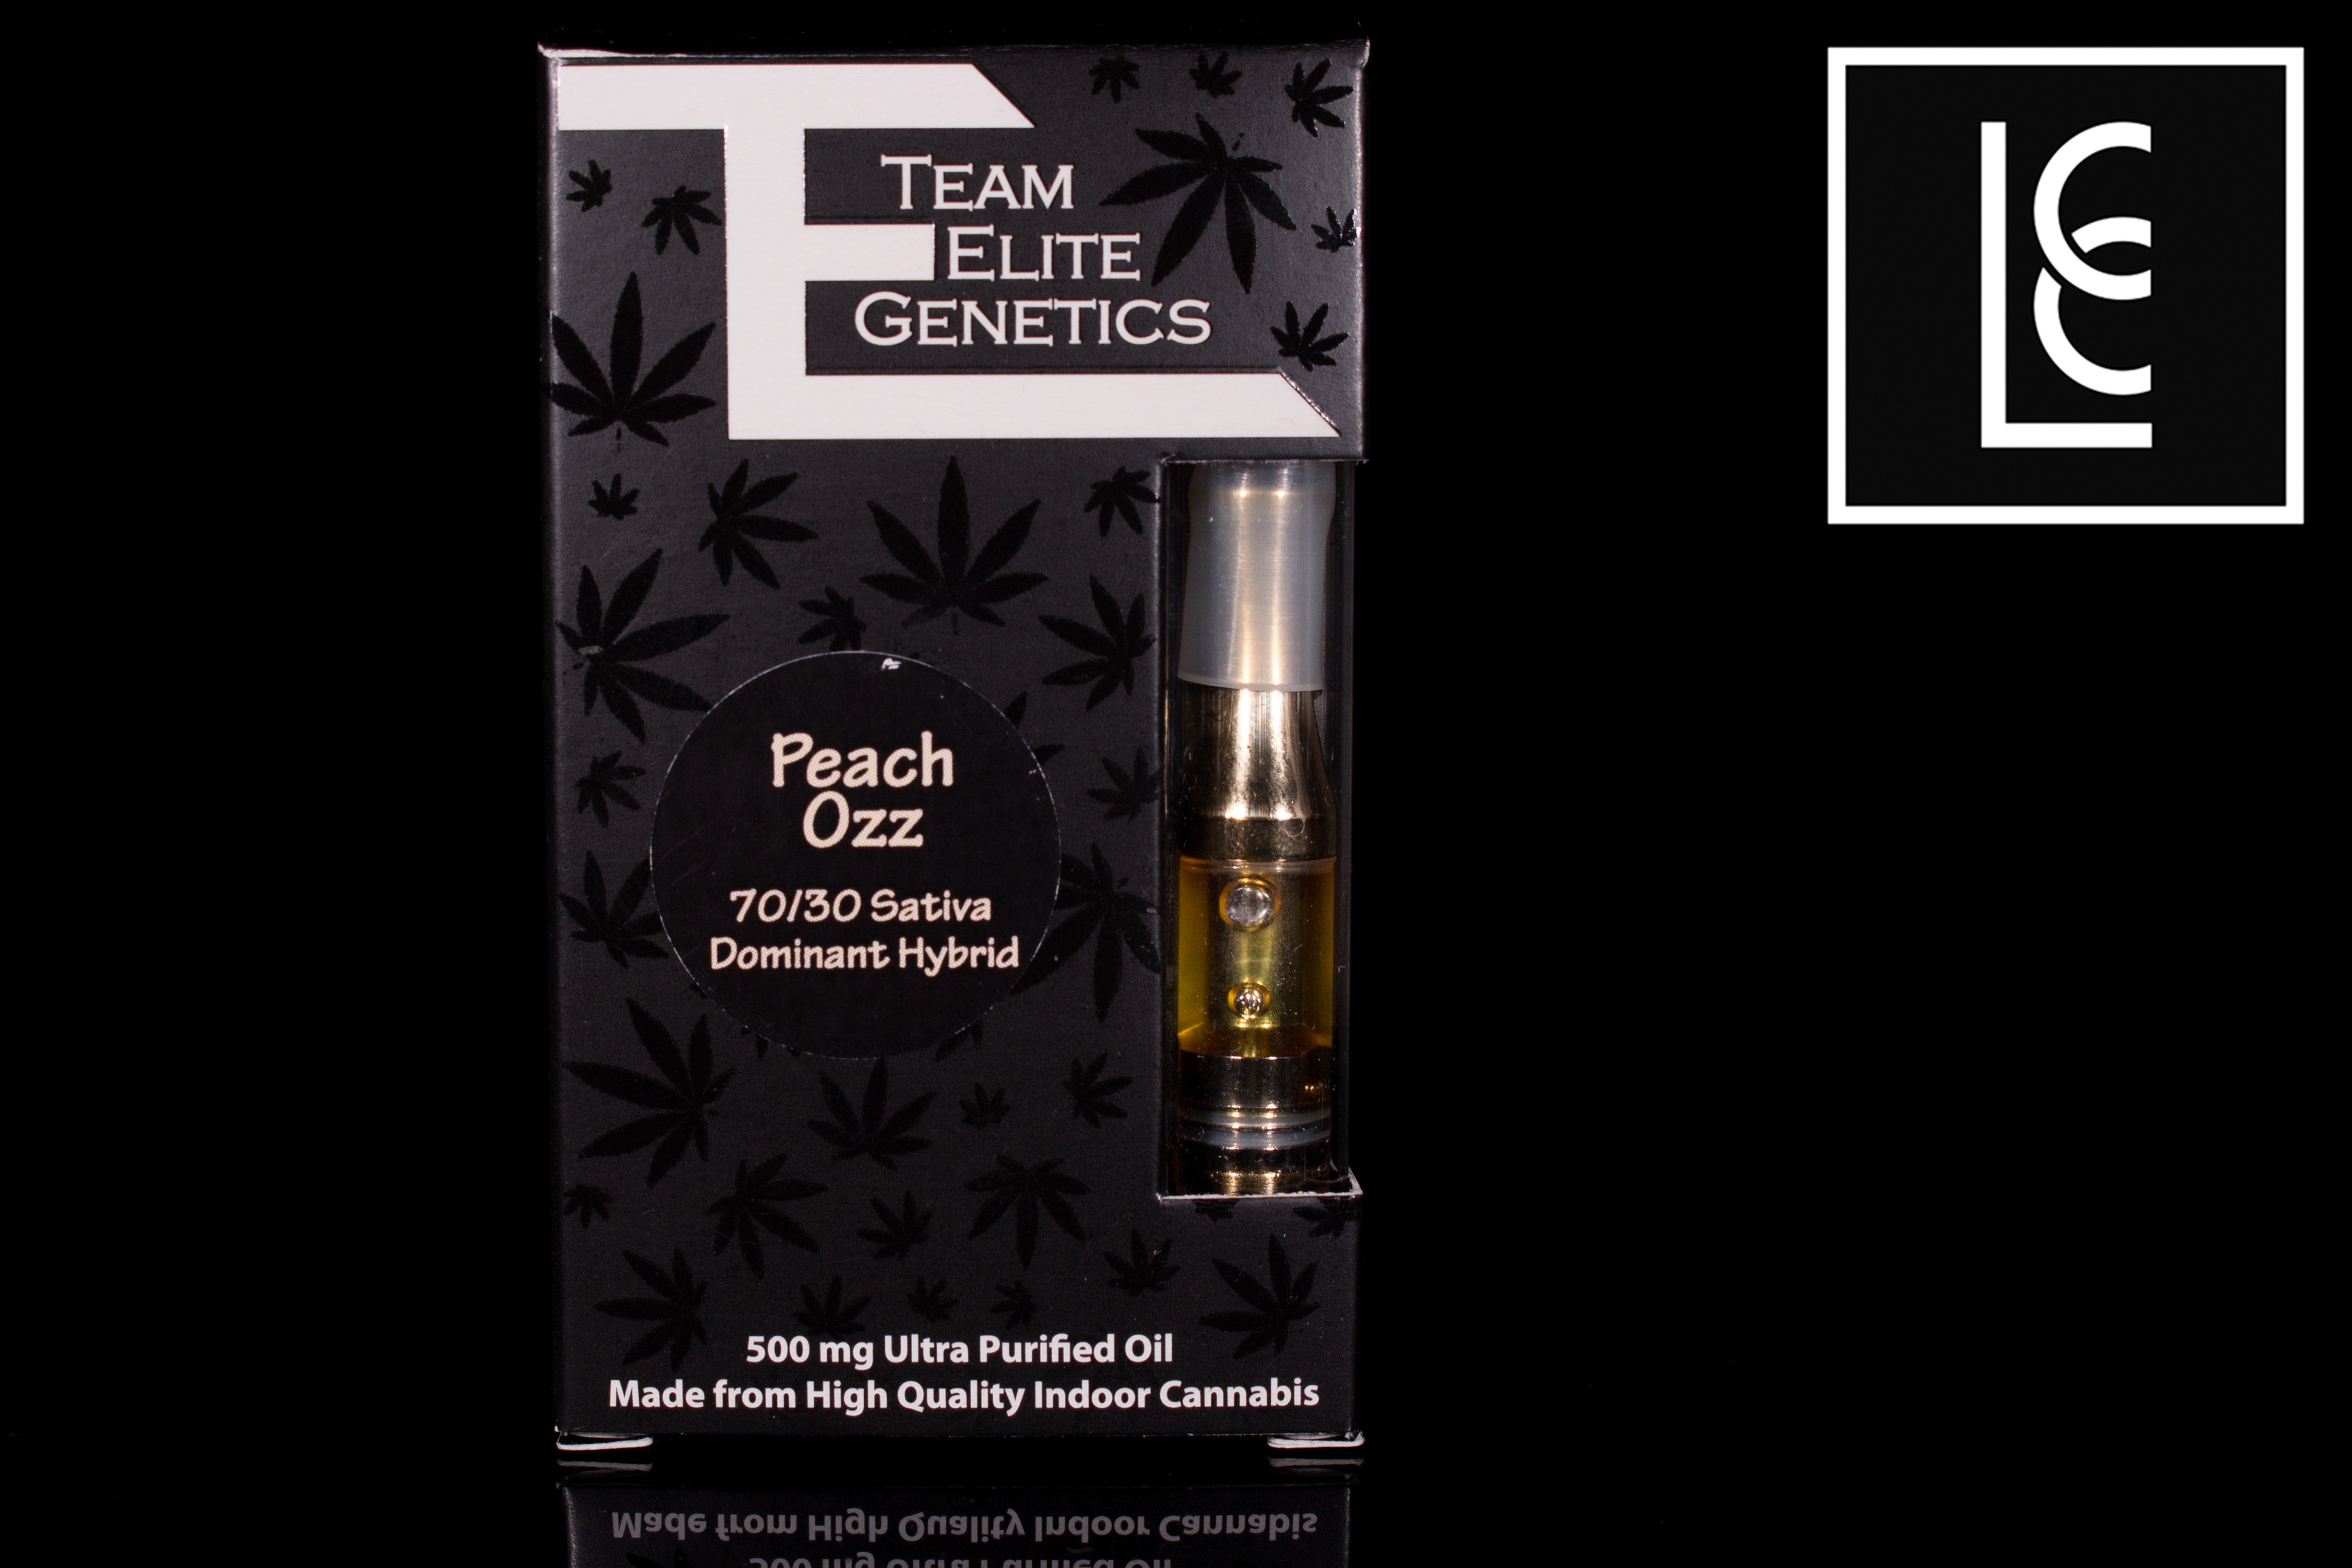 TEAM
ELITE
GENETICS
Peach
Ozz
70/30 Sativa
Dominant Hybrid
500 mg Ultra Purified Oil
Made from High Quality Indoor Cannabis
LCC